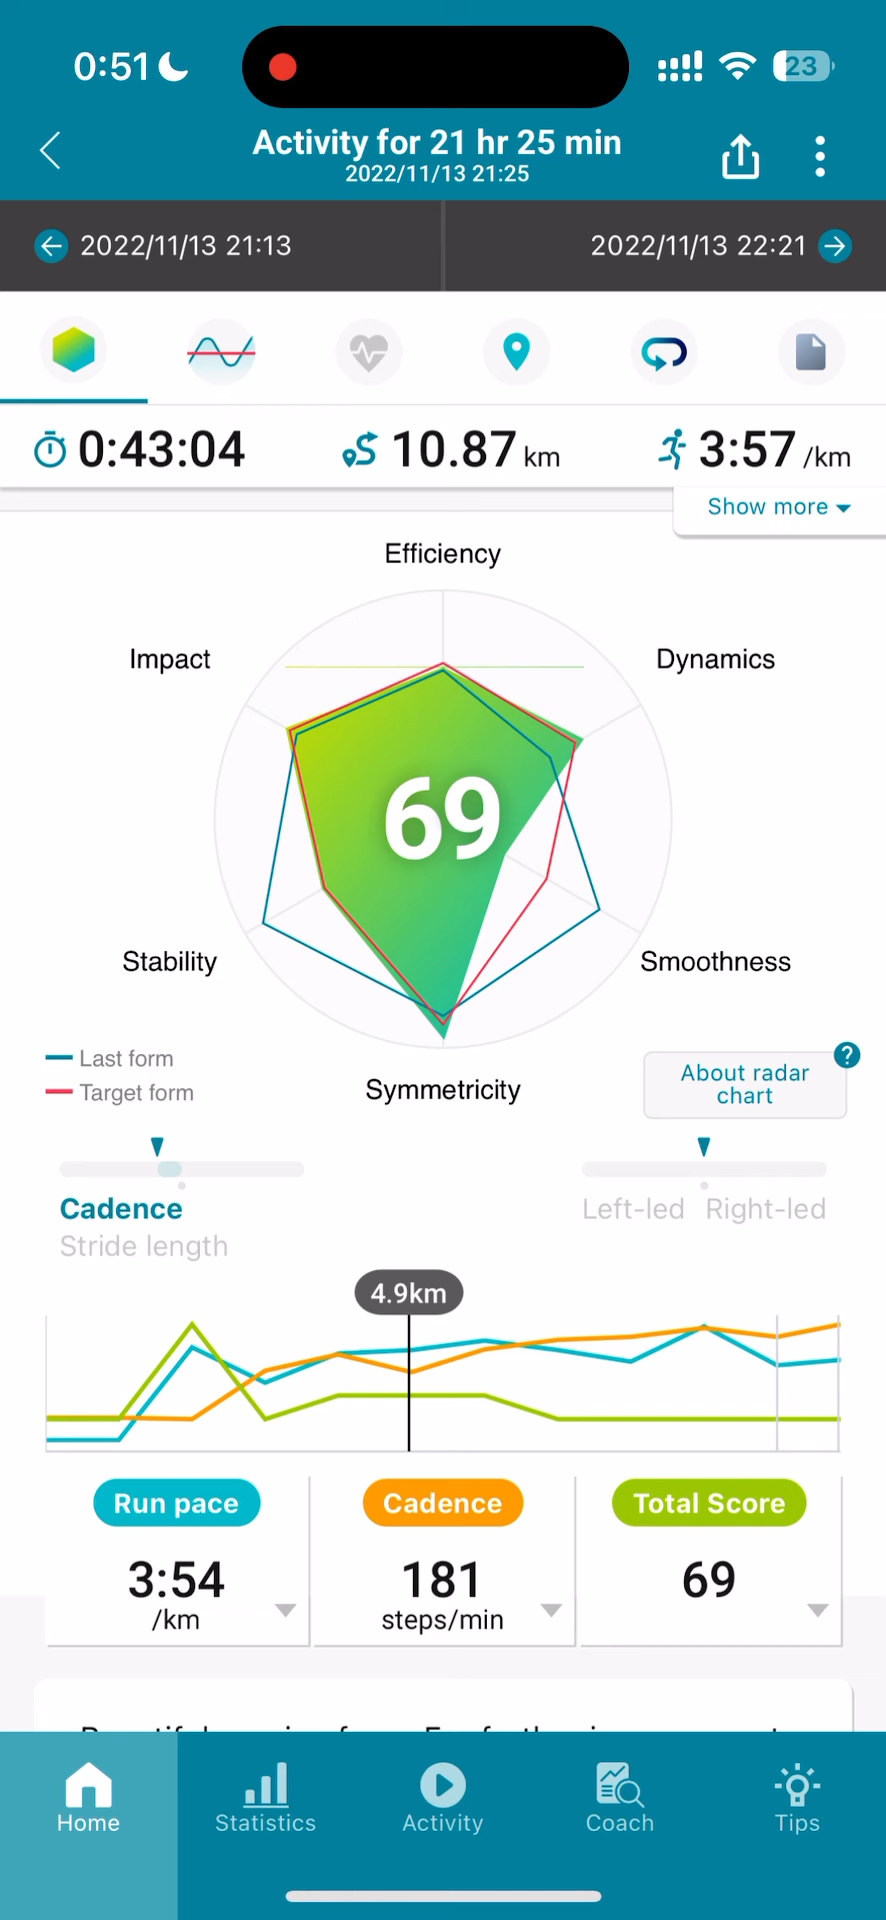 0:51
23
Activity for 21 hr 25 min
2022/11/13 21:25
2022/11/13 21:13
2022/11/13 22:21
0:43:04
10.87 km
3:57 /km
Show more
Efficiency
Impact
Dynamics
69
Stability
Smoothness
Last form
Target form
Symmetricity
?
About radar
chart
Cadence
Stride length
Left-led Right-led
4.9km
Run pace
3:54
/km
Cadence
181
steps/min
Total Score
69
Home
Statistics
Activity
Coach
Tips